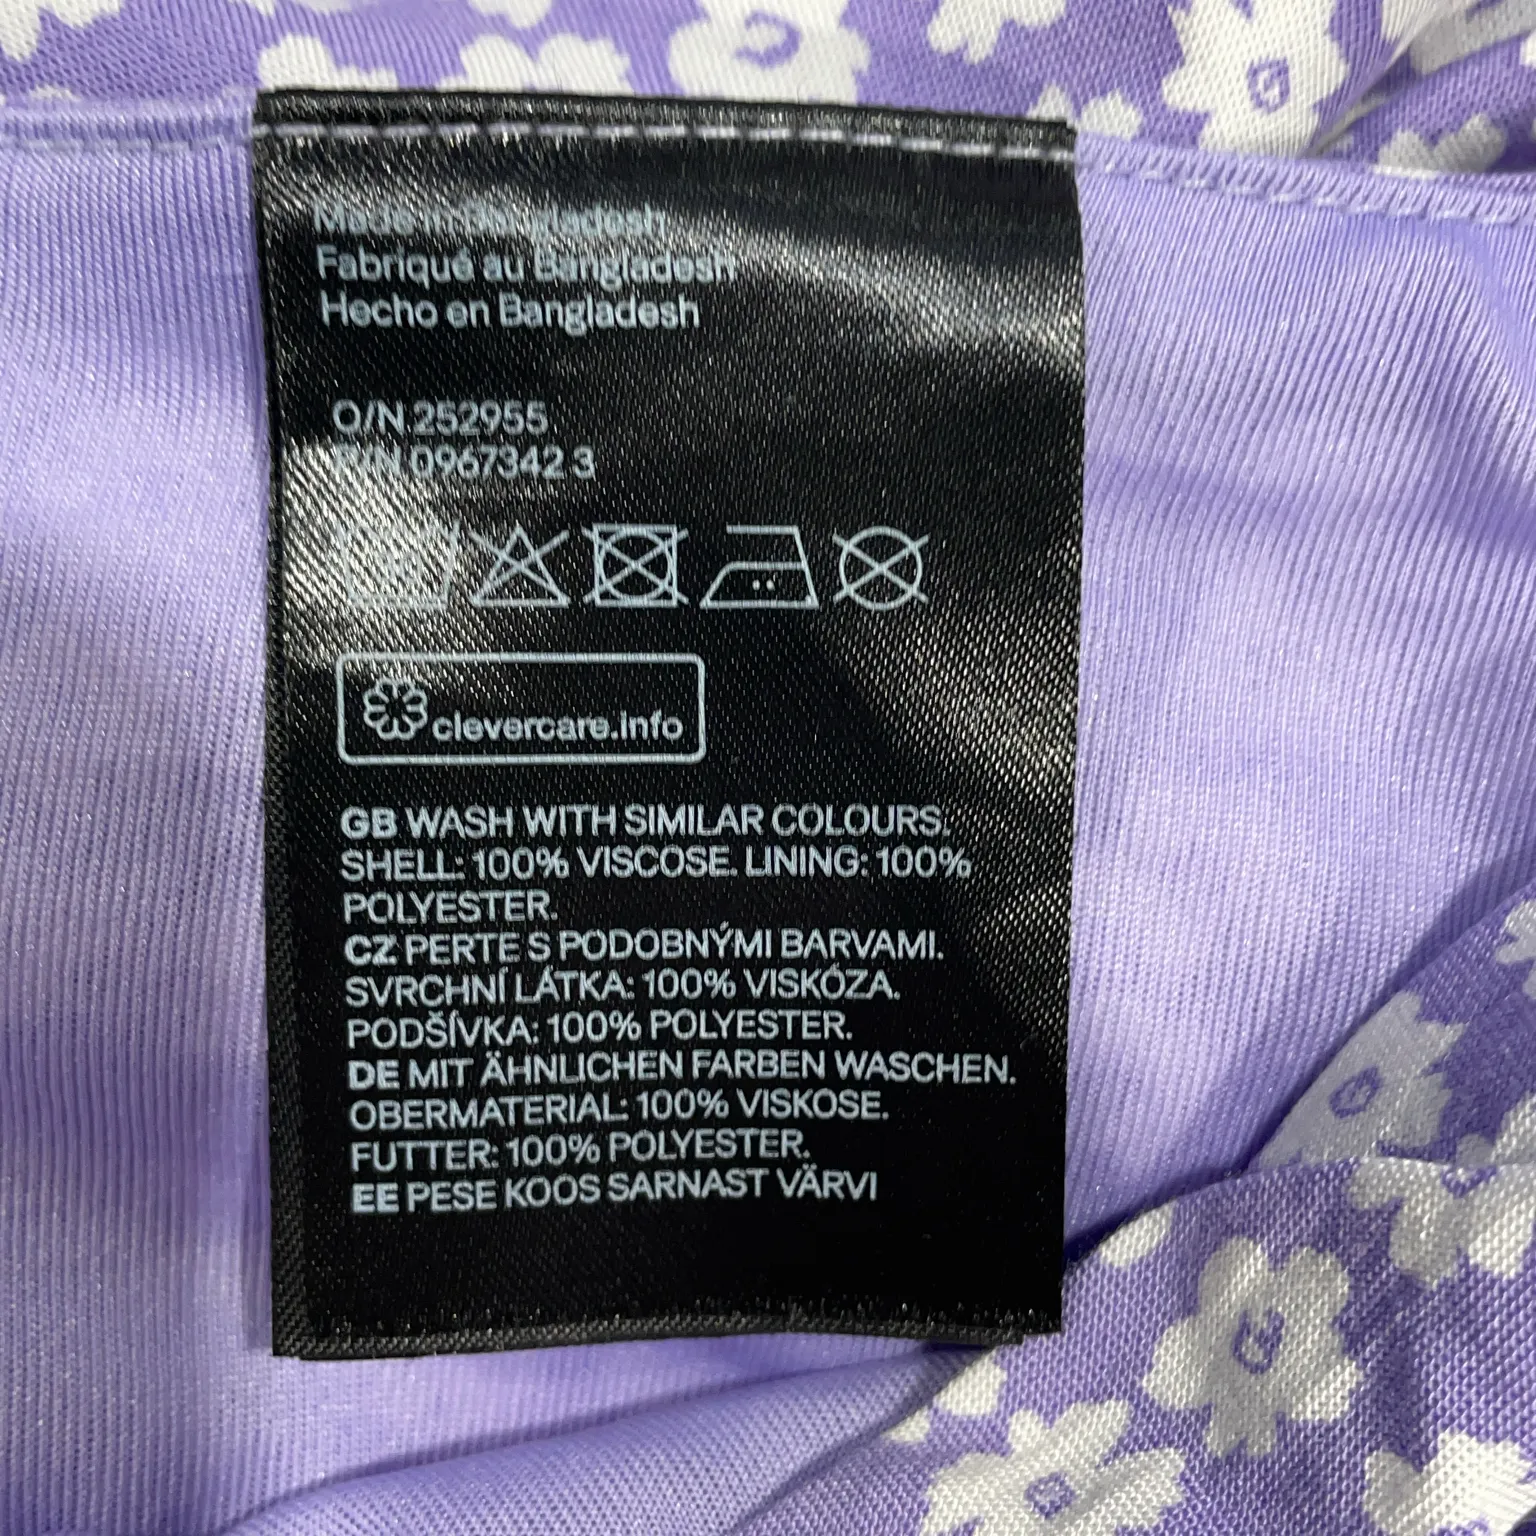 Made in Bangladesh
Fabriqué au Bangladesh
Hecho en Bangladesh
O/N 252955
P/N 0967342 3
clevercare.info
GB WASH WITH SIMILAR COLOURS.
SHELL: 100% VISCOSE. LINING: 100%
POLYESTER.
CZ PERTE S PODOBNÝMI BARVAMI.
SVRCHNÍ LÁTKA: 100% VISKÓZA.
PODŠÍVKA: 100% POLYESTER.
DE MIT ÄHNLICHEN FARBEN WASCHEN.
OBERMATERIAL: 100% VISKOSE.
FUTTER: 100% POLYESTER.
EE PESE KOOS SARNAST VÄRVI